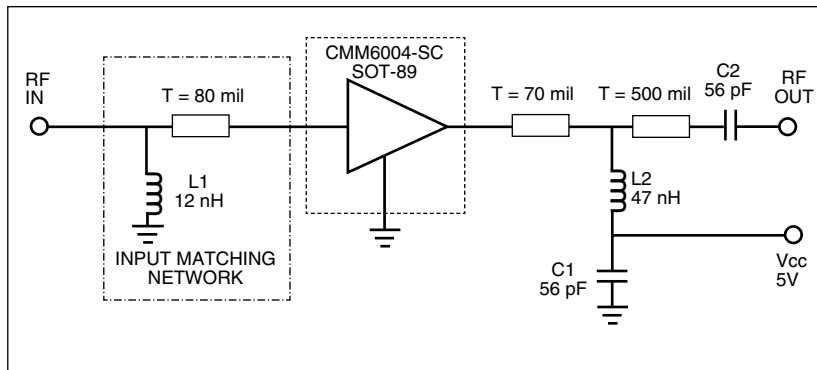 CMM6004-SC
SOT-89
RF
IN
T = 80 mil
T = 70 mil
T = 500 mil
C2
56 pF
RF
OUT
L1
12 nH
L2
47 nH
INPUT MATCHING
NETWORK
C1
56 pF
Vcc
5V